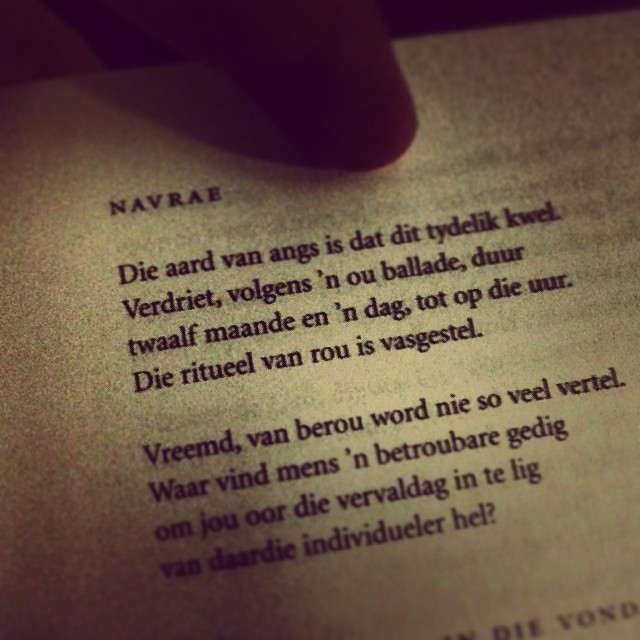 NAVRAE
Die aard van angs is dat dit tydelik kwel.
Verdriet, volgens 'n ou ballade, duur
twaalf maande en 'n dag, tot op die uur.
Die ritueel van rou is vasgestel.
Vreemd, van berou word nie so veel vertel.
Waar vind mens 'n betroubare gedig
om jou oor die vervaldag in te lig
van daardie individueler hel?
DIE VOND